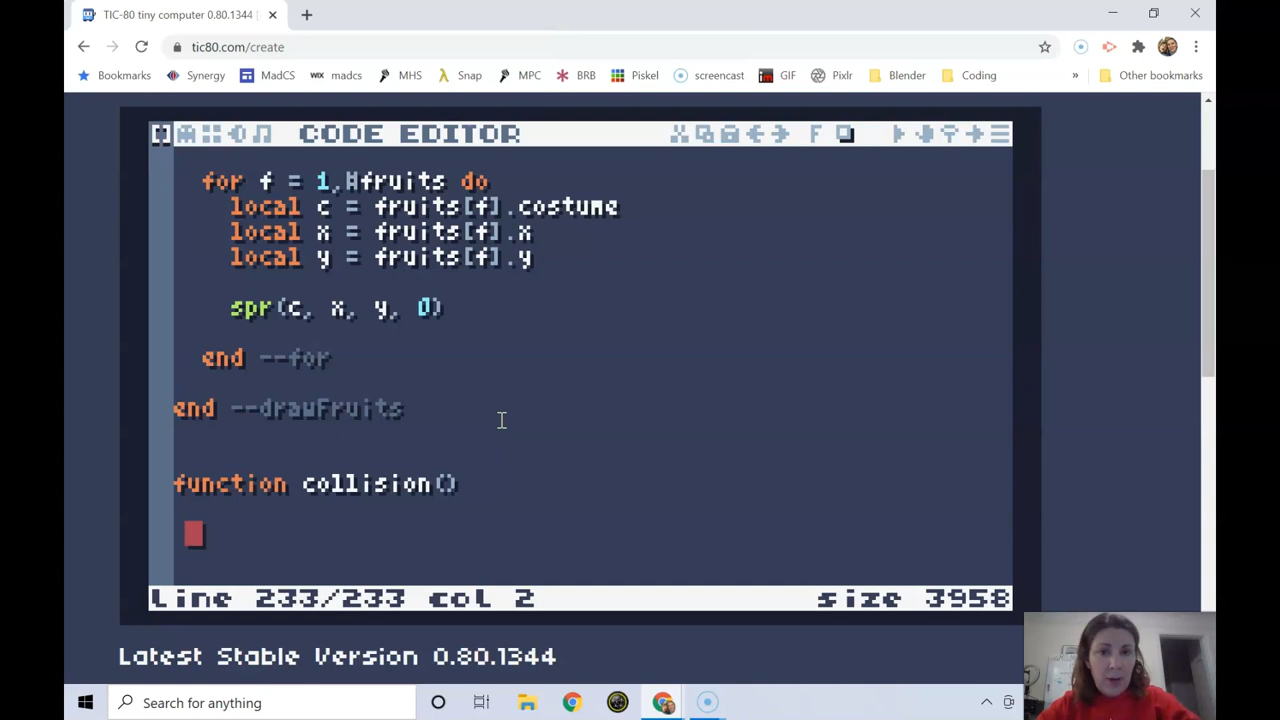 TIC-80 tiny computer 0.80.1344 [
tic80.com/create
Bookmarks Synergy MadCS WIX madcs MHS Snap MPC BRB Piskel screencast GIF Pixlr Blender Coding » Other bookmarks
CODE EDITOR F
for f = 1,#fruits do
local c = fruits[f].costume
local x = fruits[f].x
local y = fruits[f].y
spr(c, x, y, 0)
end --for
end --drawFruits
function collision()
Line 233/233 col 2 size 3958
Latest Stable Version 0.80.1344
Search for anything